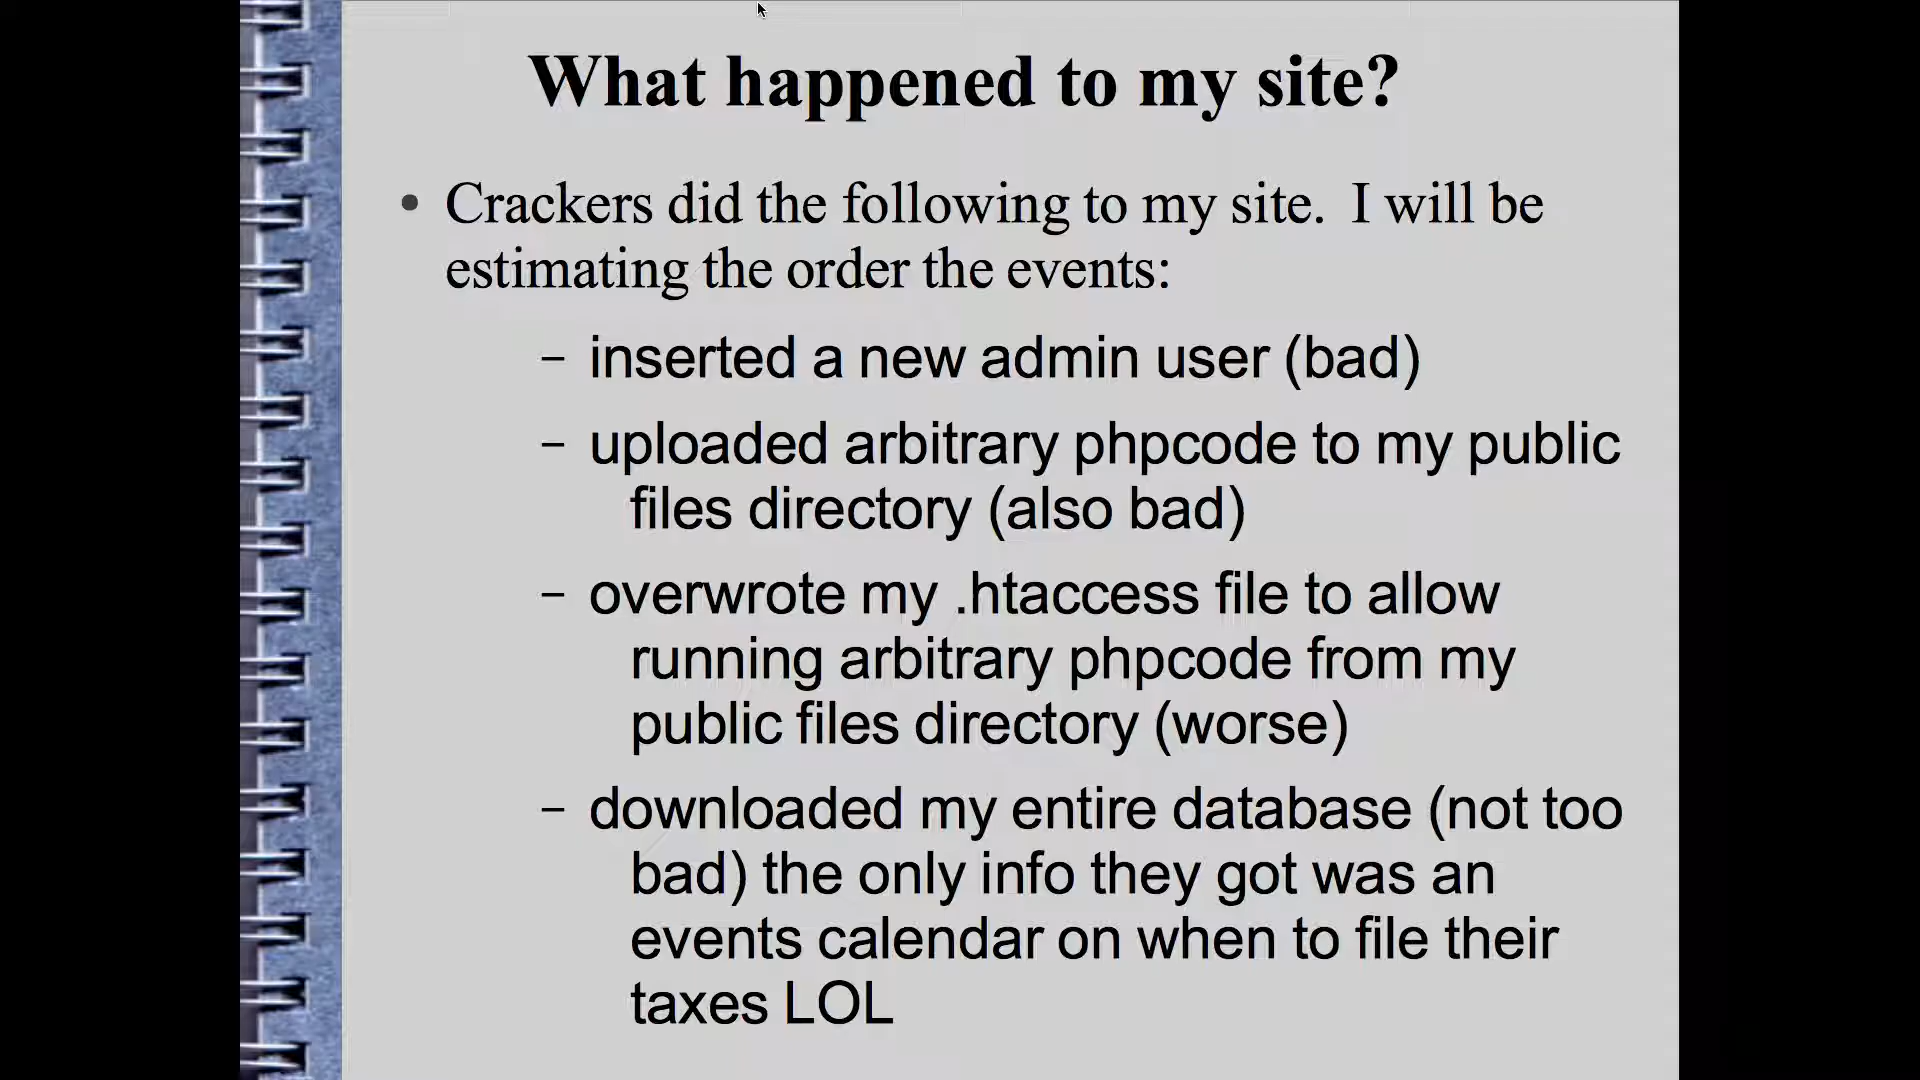 What happened to my site?
• Crackers did the following to my site.  I will be
estimating the order the events:
– inserted a new admin user (bad)
– uploaded arbitrary phpcode to my public
files directory (also bad)
– overwrote my .htaccess file to allow
running arbitrary phpcode from my
public files directory (worse)
– downloaded my entire database (not too
bad) the only info they got was an
events calendar on when to file their
taxes LOL